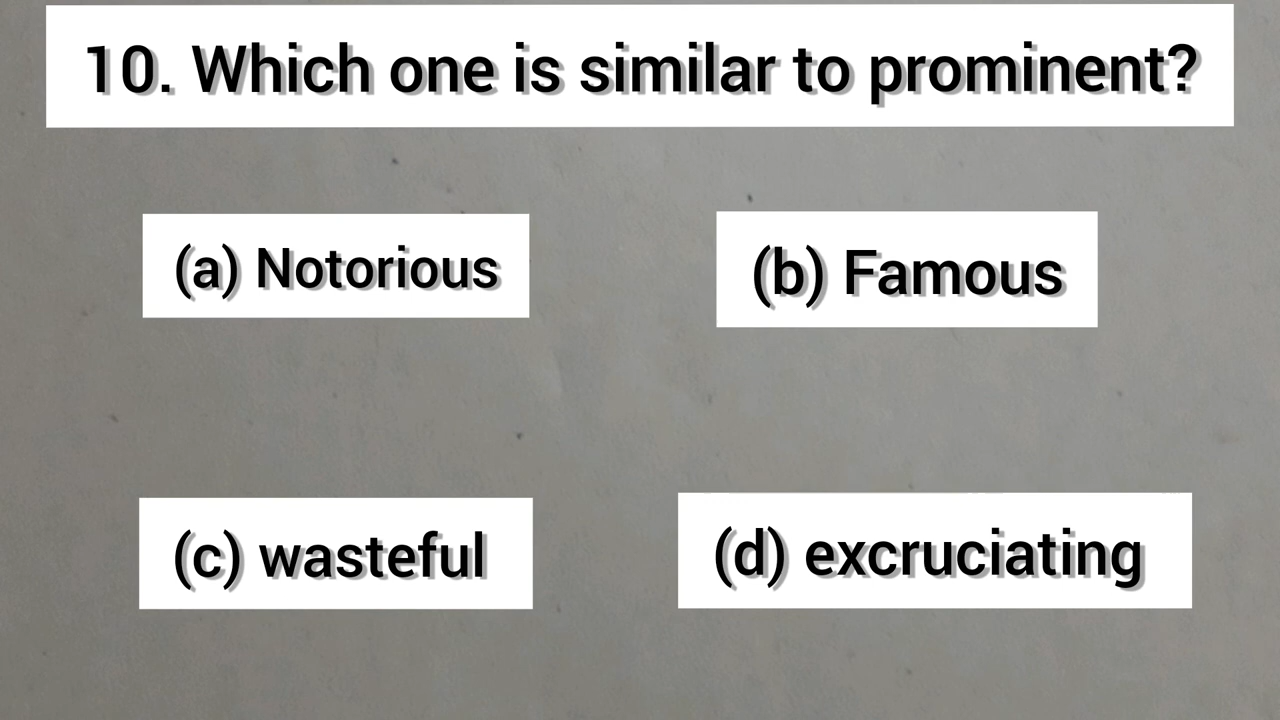 10. Which one is similar to prominent?
(a) Notorious
(b) Famous
(c) wasteful
(d) excruciating